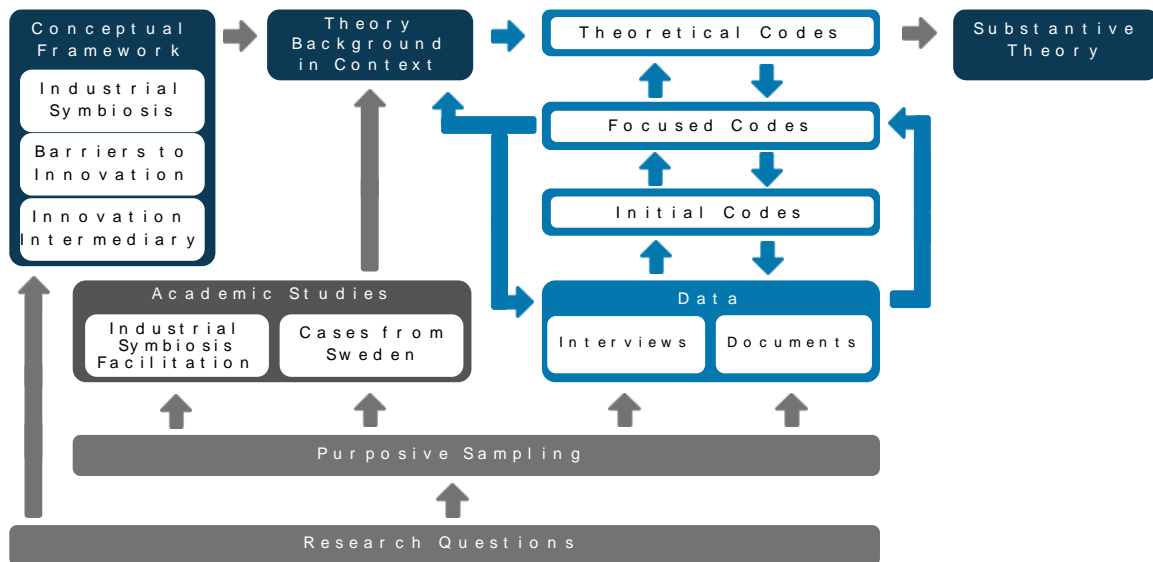 Conceptual
Framework
Industrial
Symbiosis
Barriers to
Innovation
Innovation
Intermediary
Theory
Background
in Context
Theoretical Codes
Substantive
Theory
Focused Codes
Initial Codes
Academic Studies
Industrial
Symbiosis
Facilitation
Cases from
Sweden
Data
Interviews
Documents
Purposive Sampling
Research Questions